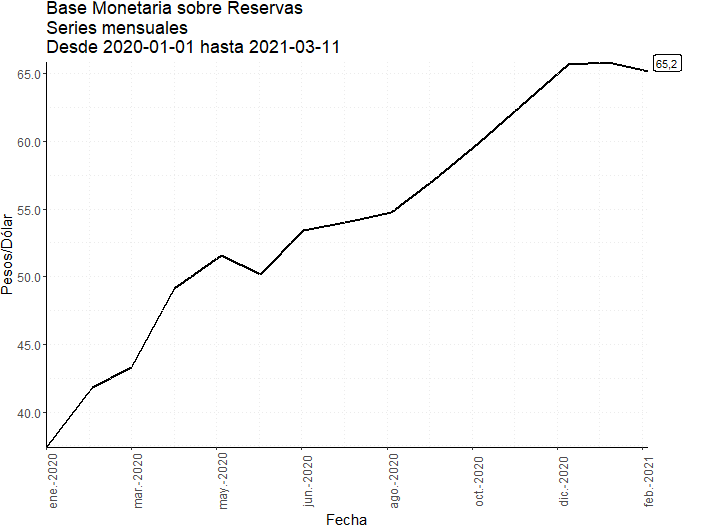 Base Monetaria sobre Reservas
Series mensuales
Desde 2020-01-01 hasta 2021-03-11
65,2
65.0
60.0
55.0
50.0
45.0
40.0
Pesos/Dólar
ene.-2020
mar.-2020
may.-2020
jun.-2020
ago.-2020
oct.-2020
dic.-2020
feb.-2021
Fecha